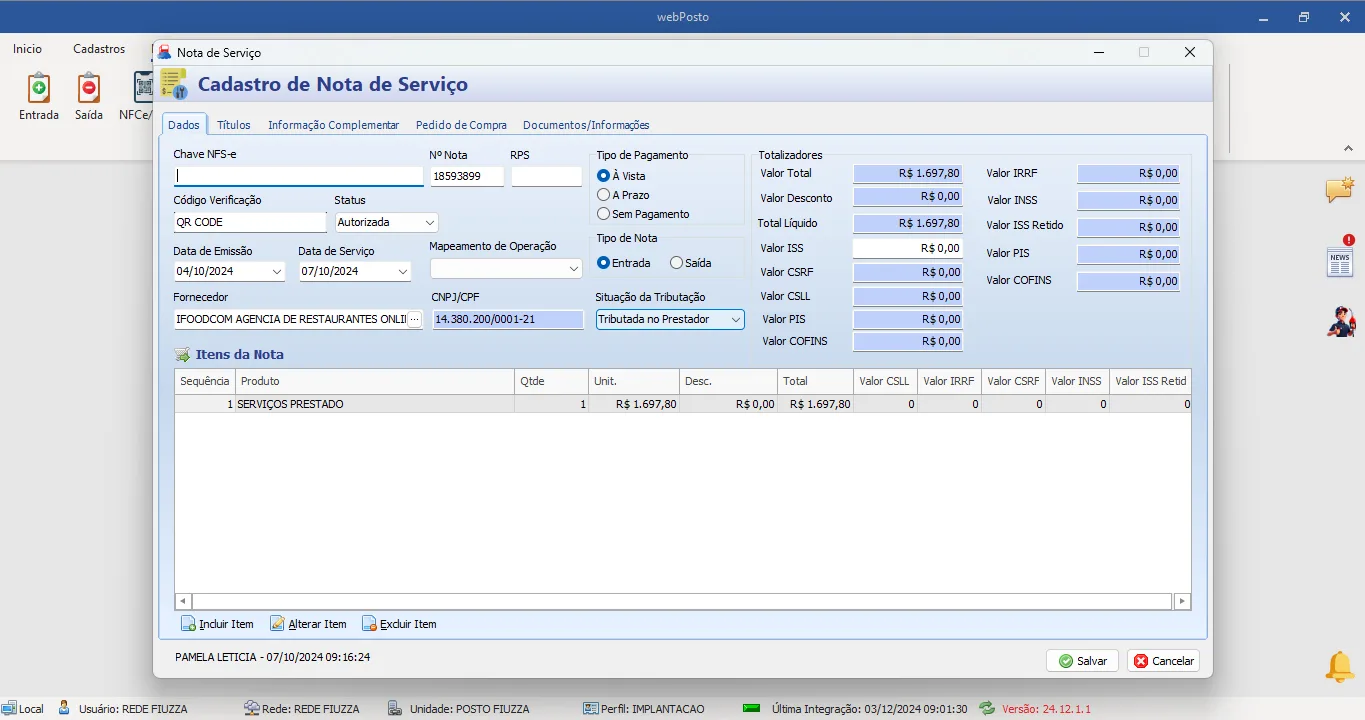 webPosto
Inicio Cadastros
Entrada Saída NFCe/
NEWS
Nota de Serviço
Cadastro de Nota de Serviço
Dados Títulos Informação Complementar Pedido de Compra Documentos/Informações
Chave NFS-e Nº Nota RPS
18593899
Código Verificação Status
QR CODE Autorizada
Data de Emissão Data de Serviço Mapeamento de Operação
04/10/2024 07/10/2024
Fornecedor CNPJ/CPF
IFOODCOM AGENCIA DE RESTAURANTES ONLI ... 14.380.200/0001-21
Tipo de Pagamento
À Vista
A Prazo
Sem Pagamento
Tipo de Nota
Entrada Saída
Situação da Tributação
Tributada no Prestador
Totalizadores
Valor Total R$ 1.697,80 Valor IRRF R$ 0,00
Valor Desconto R$ 0,00 Valor INSS R$ 0,00
Total Líquido R$ 1.697,80 Valor ISS Retido R$ 0,00
Valor ISS R$ 0,00 Valor PIS R$ 0,00
Valor CSRF R$ 0,00 Valor COFINS R$ 0,00
Valor CSLL R$ 0,00
Valor PIS R$ 0,00
Valor COFINS R$ 0,00
Itens da Nota
Sequência Produto Qtde Unit. Desc. Total Valor CSLL Valor IRRF Valor CSRF Valor INSS Valor ISS Retid
1 SERVIÇOS PRESTADO 1 R$ 1.697,80 R$ 0,00 R$ 1.697,80 0 0 0 0 0
Incluir Item Alterar Item Excluir Item
PAMELA LETICIA - 07/10/2024 09:16:24 Salvar Cancelar
Local Usuário: REDE FIUZZA Rede: REDE FIUZZA Unidade: POSTO FIUZZA Perfil: IMPLANTACAO Última Integração: 03/12/2024 09:01:30 Versão: 24.12.1.1